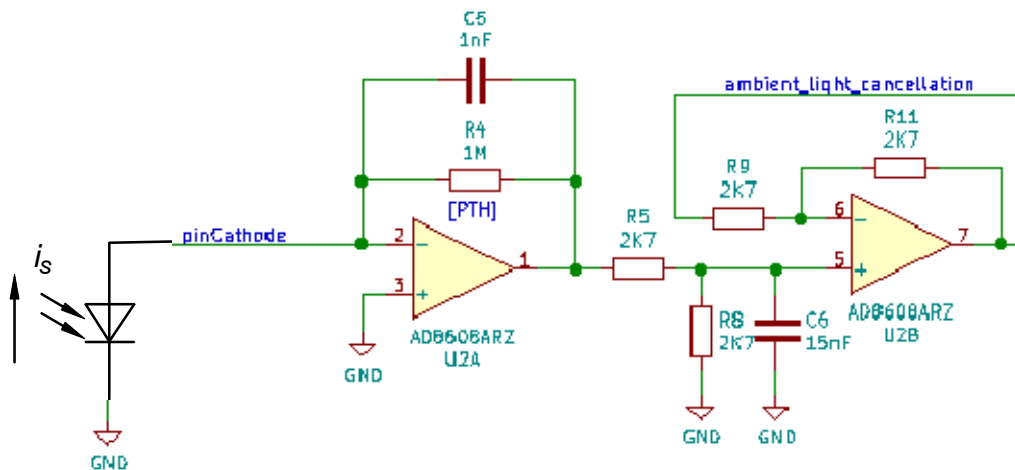 C5
1nF
R4
1M
[PTH]
pinCathode
2
3
1
AD8608ARZ
U2A
GND
i_s
GND
R5
2K7
R8
2K7
C6
15nF
GND
GND
ambient_light_cancellation
R9
2K7
R11
2K7
6
5
7
AD8608ARZ
U2B